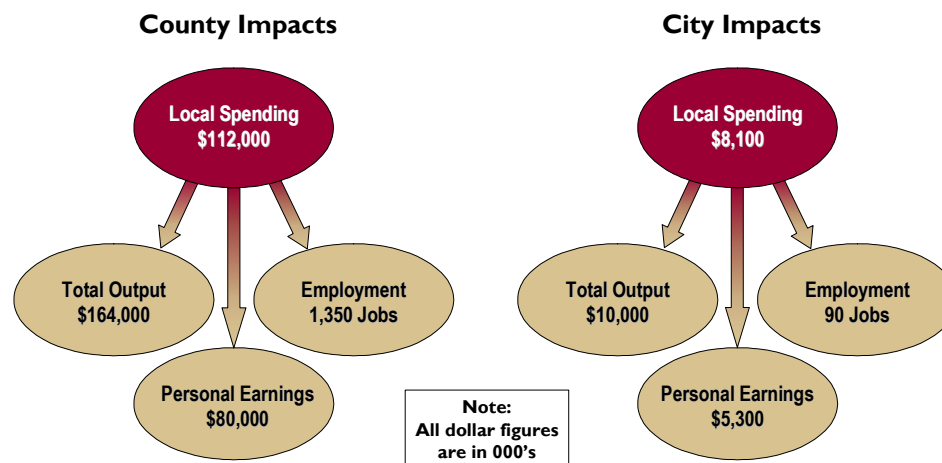 County Impacts
Local Spending
$112,000
Total Output
$164,000
Employment
1,350 Jobs
Personal Earnings
$80,000
City Impacts
Local Spending
$8,100
Total Output
$10,000
Employment
90 Jobs
Personal Earnings
$5,300
Note:
All dollar figures
are in 000's